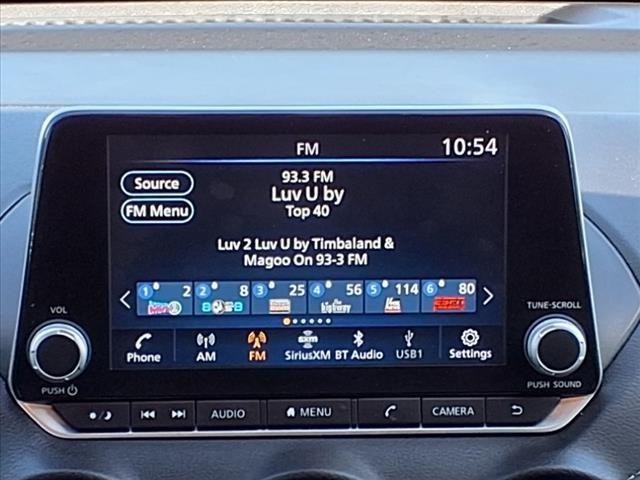 FM 10:54
93.3 FM
Source
Luv U by
FM Menu
Top 40
Luv 2 Luv U by Timbaland &
Magoo On 93-3 FM
1 2 2 8 3 25 4 56 5 114 6 80
the highway
Phone AM FM SiriusXM BT Audio USB1 Settings
VOL
PUSH
TUNE·SCROLL
PUSH SOUND
AUDIO MENU CAMERA